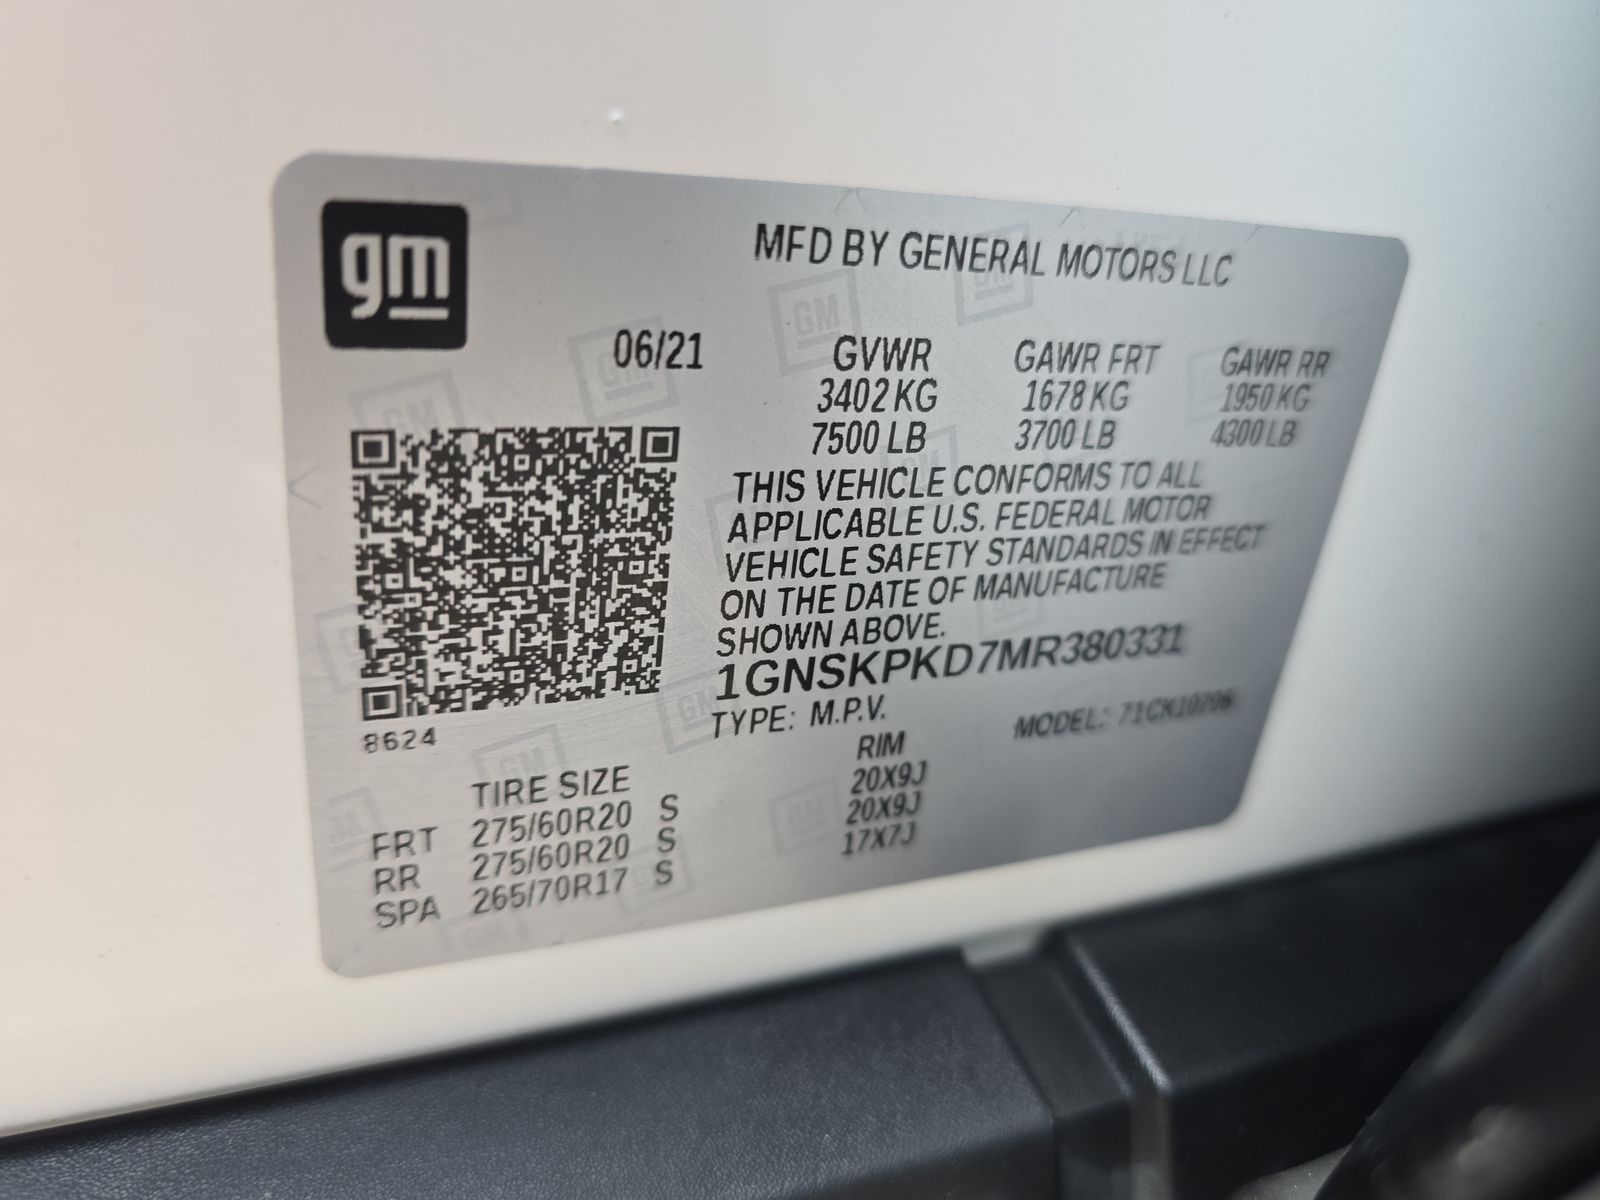 gm
MFD BY GENERAL MOTORS LLC
06/21 GVWR GAWR FRT GAWR RR
3402 KG 1678 KG 1950 KG
7500 LB 3700 LB 4300 LB
THIS VEHICLE CONFORMS TO ALL
APPLICABLE U.S. FEDERAL MOTOR
VEHICLE SAFETY STANDARDS IN EFFECT
ON THE DATE OF MANUFACTURE
SHOWN ABOVE.
1GNSKPKD7MR380331
TYPE: M.P.V. MODEL: 71CK10706
8624
TIRE SIZE RIM
FRT 275/60R20 S 20X9J
RR 275/60R20 S 20X9J
SPA 265/70R17 S 17X7J